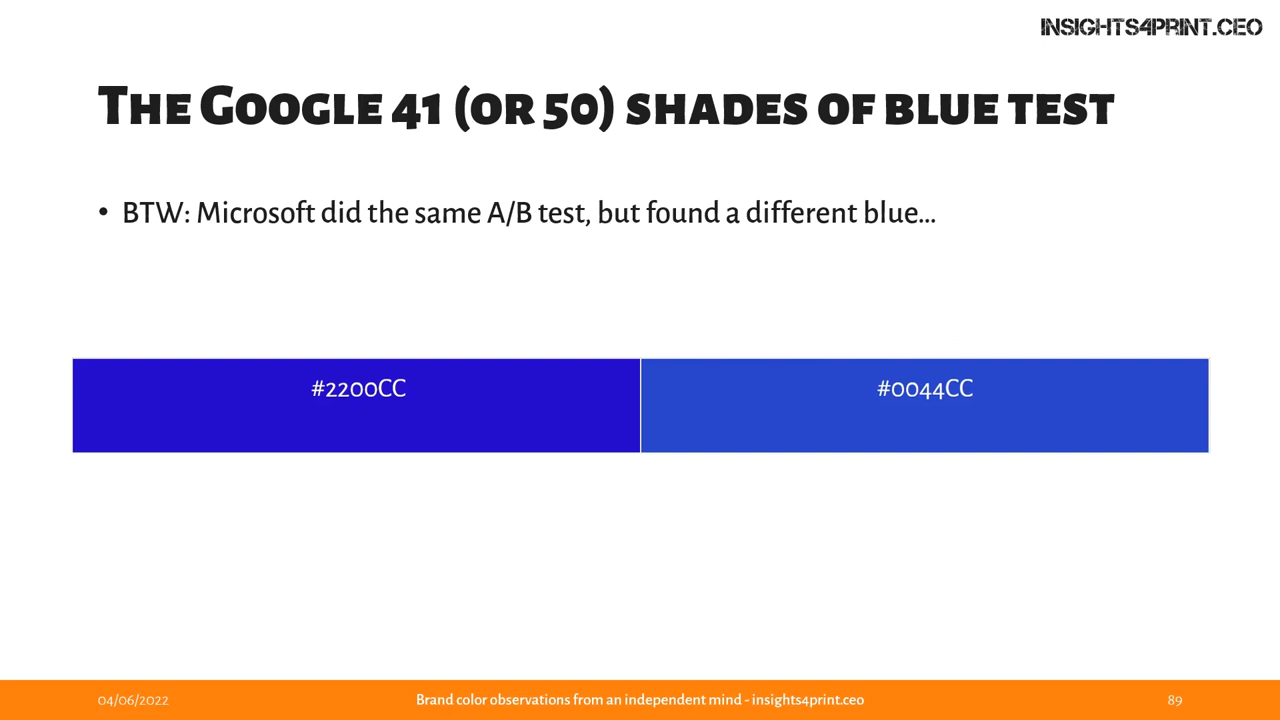 INSIGHTS4PRINT.CEO
The Google 41 (or 50) shades of blue test
• BTW: Microsoft did the same A/B test, but found a different blue...
#2200CC
#0044CC
04/06/2022
Brand color observations from an independent mind - insights4print.ceo
89